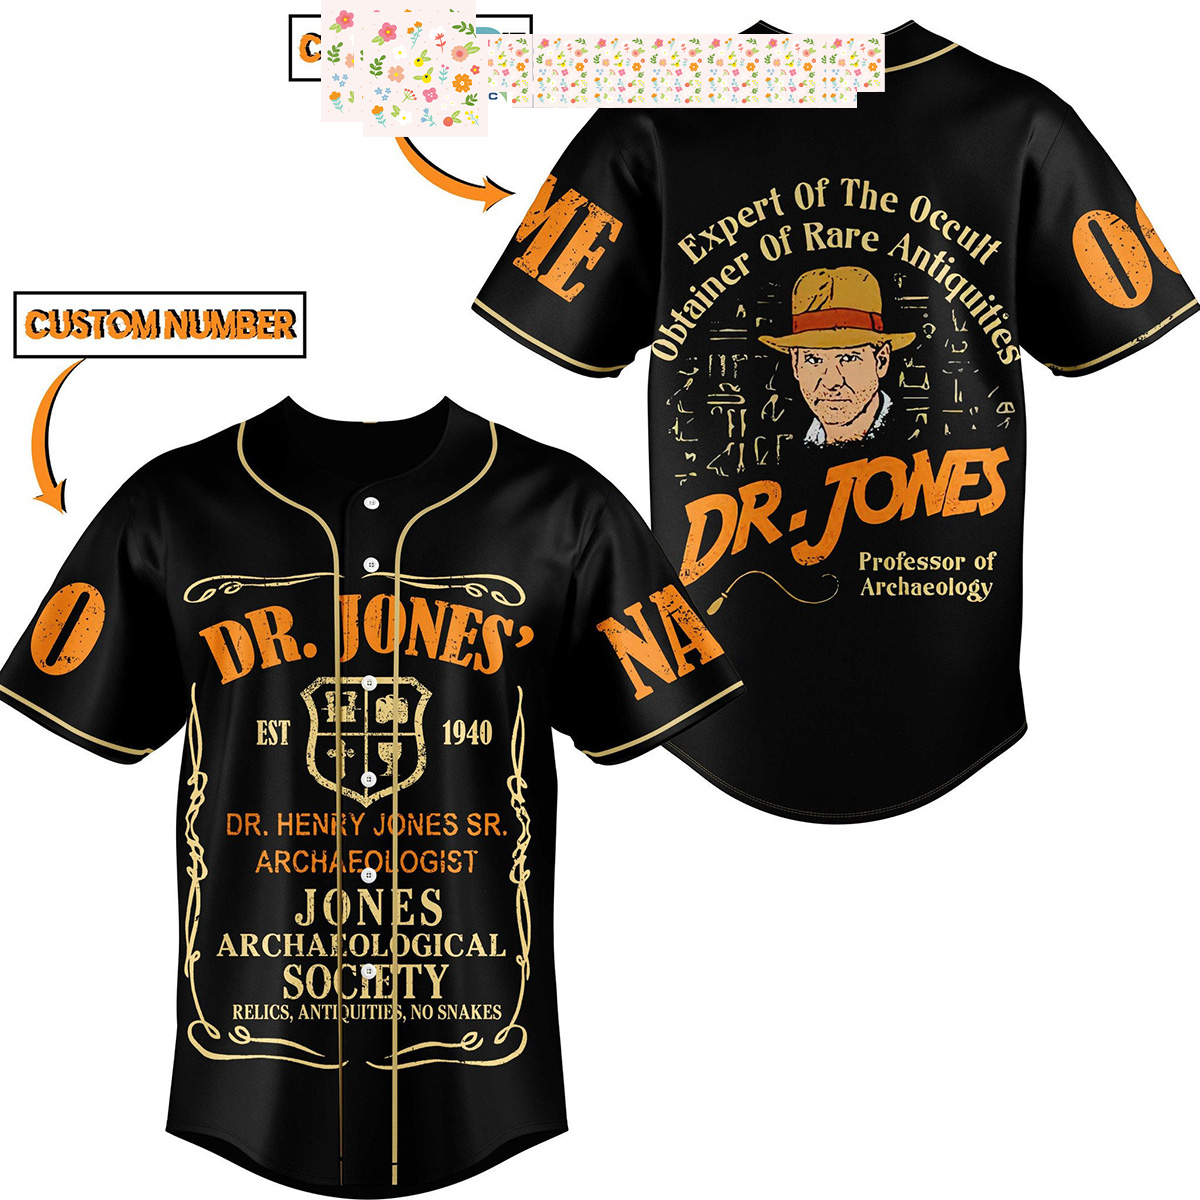 CUSTOM NUMBER
ME
Expert Of The Occult
Obtainer Of Rare Antiquities
DR. JONES
Professor of
Archaeology
0
DR. JONES'
NA
EST 1940
DR. HENRY JONES SR.
ARCHAEOLOGIST
JONES
ARCHAEOLOGICAL
SOCIETY
RELICS, ANTIQUITIES, NO SNAKES